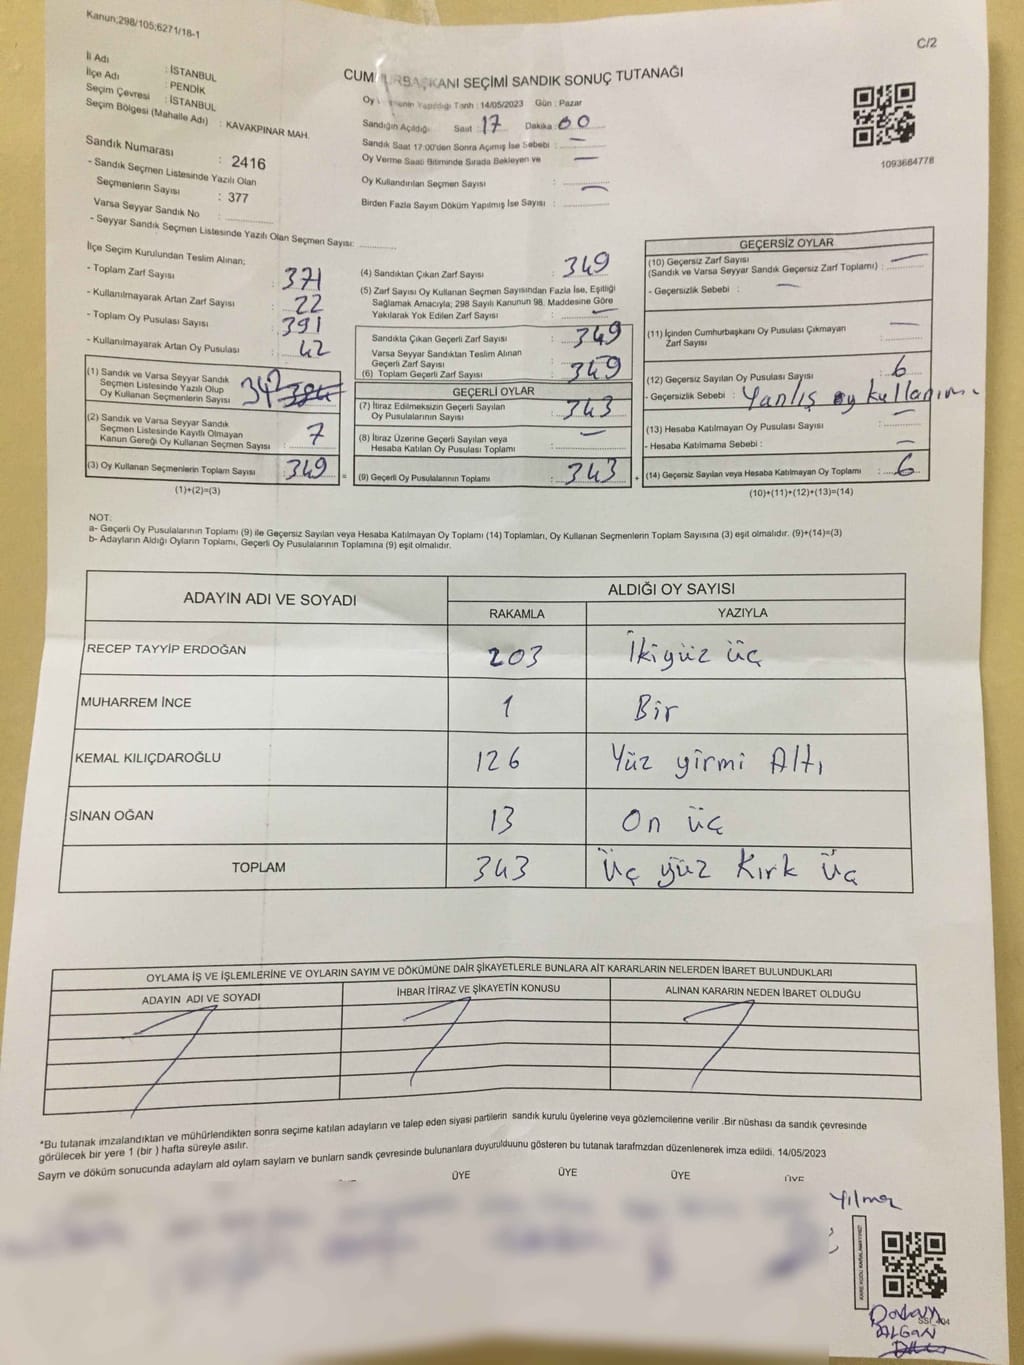 Kanun;298/105;6271/18-1
C/2
İl Adı : İSTANBUL
İlçe Adı : PENDİK
Seçim Çevresi : İSTANBUL
Seçim Bölgesi (Mahalle Adı) : KAVAKPINAR MAH.
Sandık Numarası : 2416
- Sandık Seçmen Listesinde Yazılı Olan
Seçmenlerin Sayısı : 377
Varsa Seyyar Sandık No :
- Seyyar Sandık Seçmen Listesinde Yazılı Olan Seçmen Sayısı:
CUM URBAŞKANI SEÇİMİ SANDIK SONUÇ TUTANAĞI
Oy Yapıldığı Tarih : 14/05/2023 Gün : Pazar
Sandığın Açıldığı Saat : 17 Dakika : 00
Sandık Saat 17:00'den Sonra Açımış İse Sebebi : —
Oy Verme Saati Bitiminde Sırada Bekleyen ve —
Oy Kullandırılan Seçmen Sayısı :
Birden Fazla Sayım Döküm Yapılmış İse Sayısı : —
1093664778
İlçe Seçim Kurulundan Teslim Alınan;
- Toplam Zarf Sayısı : 371
- Kullanılmayarak Artan Zarf Sayısı : 22
- Toplam Oy Pusulası Sayısı : 391
- Kullanılmayarak Artan Oy Pusulası : 42
(1) Sandık ve Varsa Seyyar Sandık
Seçmen Listesinde Yazılı Olup
Oy Kullanan Seçmenlerin Sayısı : 342
(2) Sandık ve Varsa Seyyar Sandık
Seçmen Listesinde Kayıtlı Olmayan
Kanun Gereği Oy Kullanan Seçmen Sayısı : 7
(3) Oy Kullanan Seçmenlerin Toplam Sayısı : 349 =
(1)+(2)=(3)
(4) Sandıktan Çıkan Zarf Sayısı : 349
(5) Zarf Sayısı Oy Kullanan Seçmen Sayısından Fazla İse, Eşitliği
Sağlamak Amacıyla; 298 Sayılı Kanunun 98. Maddesine Göre
Yakılarak Yok Edilen Zarf Sayısı : —
Sandıkta Çıkan Geçerli Zarf Sayısı : 349
Varsa Seyyar Sandıktan Teslim Alınan
Geçerli Zarf Sayısı :
(6) Toplam Geçerli Zarf Sayısı : 349
GEÇERLİ OYLAR
(7) İtiraz Edilmeksizin Geçerli Sayılan
Oy Pusulalarının Sayısı : 343
(8) İtiraz Üzerine Geçerli Sayılan veya
Hesaba Katılan Oy Pusulası Toplamı : —
(9) Geçerli Oy Pusulalarının Toplamı : 343 +
GEÇERSİZ OYLAR
(10) Geçersiz Zarf Sayısı
(Sandık ve Varsa Seyyar Sandık Geçersiz Zarf Toplamı) : —
- Geçersizlik Sebebi : —
(11) İçinden Cumhurbaşkanı Oy Pusulası Çıkmayan
Zarf Sayısı : —
(12) Geçersiz Sayılan Oy Pusulası Sayısı : 6
- Geçersizlik Sebebi : Yanlış oy kullanımı
(13) Hesaba Katılmayan Oy Pusulası Sayısı : —
- Hesaba Katılmama Sebebi : —
(14) Geçersiz Sayılan veya Hesaba Katılmayan Oy Toplamı : 6
(10)+(11)+(12)+(13)=(14)
NOT:
a- Geçerli Oy Pusulalarının Toplamı (9) ile Geçersiz Sayılan veya Hesaba Katılmayan Oy Toplamı (14) Toplamları, Oy Kullanan Seçmenlerin Toplam Sayısına (3) eşit olmalıdır. (9)+(14)=(3)
b- Adayların Aldığı Oyların Toplamı, Geçerli Oy Pusulalarının Toplamına (9) eşit olmalıdır.
ADAYIN ADI VE SOYADI ALDIĞI OY SAYISI
RAKAMLA YAZIYLA
RECEP TAYYİP ERDOĞAN 203 İkiyüz üç
MUHARREM İNCE 1 Bir
KEMAL KILIÇDAROĞLU 126 Yüz yirmi Altı
SİNAN OĞAN 13 On üç
TOPLAM 343 Üç yüz Kırk Üç
OYLAMA İŞ VE İŞLEMLERİNE VE OYLARIN SAYIM VE DÖKÜMÜNE DAİR ŞİKAYETLERLE BUNLARA AİT KARARLARIN NELERDEN İBARET BULUNDUKLARI
ADAYIN ADI VE SOYADI İHBAR İTİRAZ VE ŞİKAYETİN KONUSU ALINAN KARARIN NEDEN İBARET OLDUĞU
*Bu tutanak imzalandıktan ve mühürlendikten sonra seçime katılan adayların ve talep eden siyasi partilerin sandık kurulu üyelerine veya gözlemcilerine verilir .Bir nüshası da sandık çevresinde
görülecek bir yere 1 (bir ) hafta süreyle asılır.
Sayım ve döküm sonucunda adayların ald oyların sayıları ve bunların sandk çevresinde bulunanlara duyurulduunu gösteren bu tutanak tarafmzdan düzenlenerek imza edildi. 14/05/2023
ÜYE ÜYE ÜYE ÜYE
Yılmaz